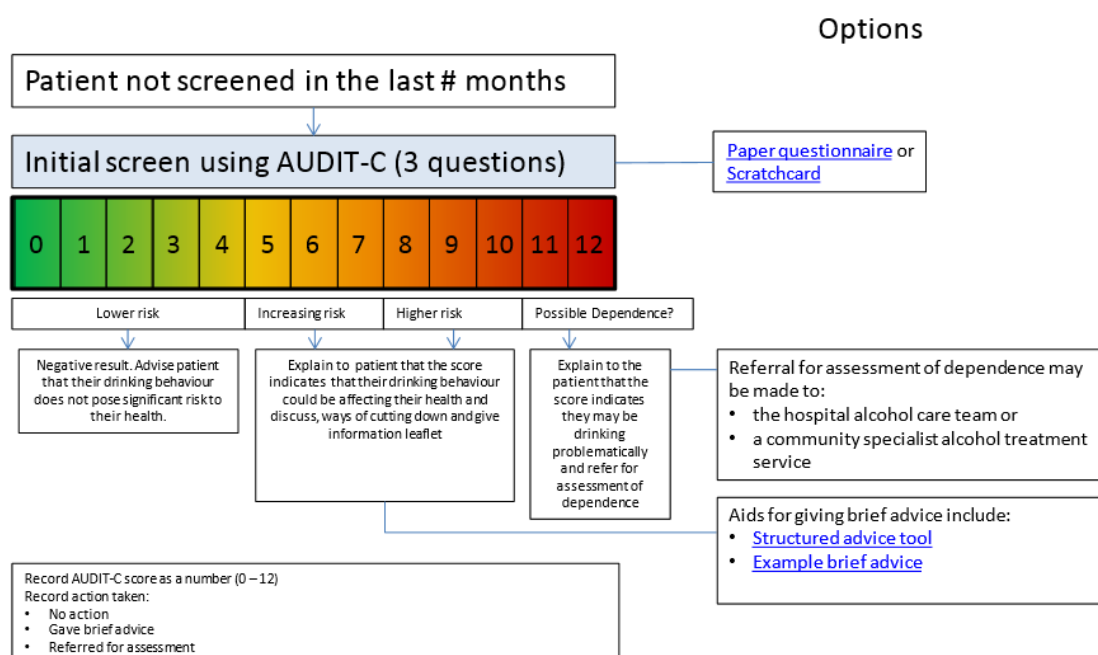 Options
Patient not screened in the last # months
Initial screen using AUDIT-C (3 questions)
Paper questionnaire or
Scratchcard
0 1 2 3 4 5 6 7 8 9 10 11 12
Lower risk
Increasing risk
Higher risk
Possible Dependence?
Negative result. Advise patient
that their drinking behaviour
does not pose significant risk to
their health.
Explain to patient that the score
indicates that their drinking behaviour
could be affecting their health and
discuss, ways of cutting down and give
information leaflet
Explain to the
patient that the
score indicates
they may be
drinking
problematically
and refer for
assessment of
dependence
Referral for assessment of dependence may
be made to:
• the hospital alcohol care team or
• a community specialist alcohol treatment
service
Aids for giving brief advice include:
• Structured advice tool
• Example brief advice
Record AUDIT-C score as a number (0 – 12)
Record action taken:
• No action
• Gave brief advice
• Referred for assessment